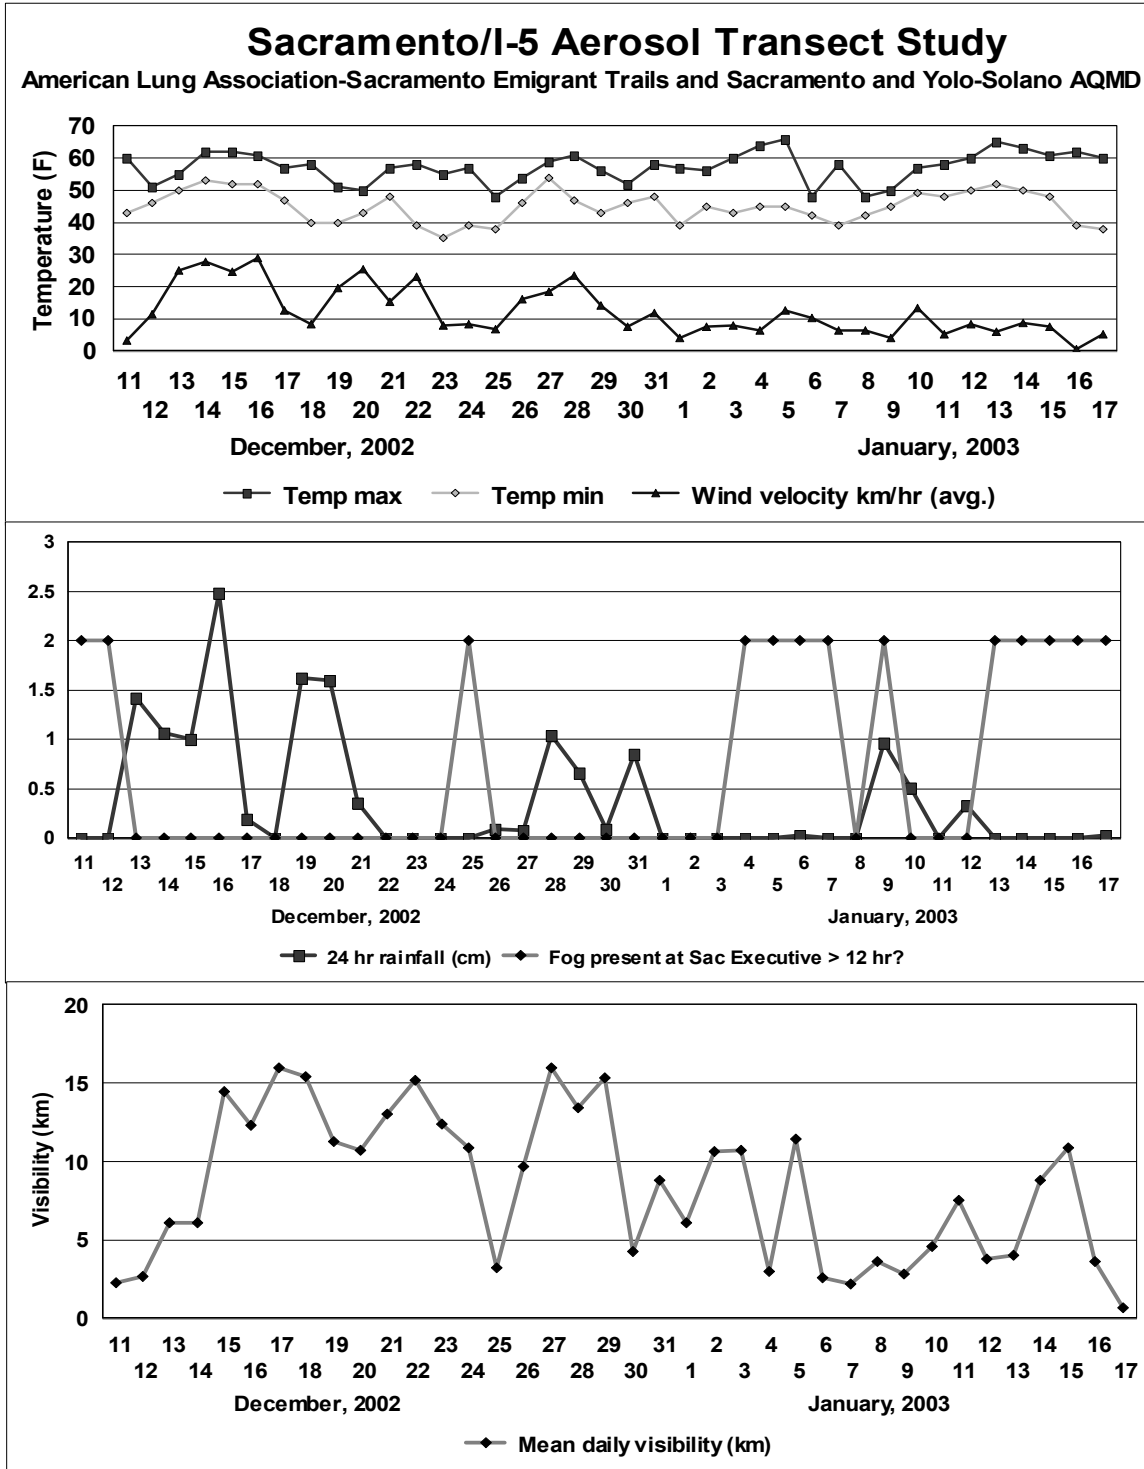 Sacramento/I-5 Aerosol Transect Study
American Lung Association-Sacramento Emigrant Trails and Sacramento and Yolo-Solano AQMD
Temperature (F)
70
60
50
40
30
20
10
0
11 13 15 17 19 21 23 25 27 29 31 2 4 6 8 10 12 14 16
12 14 16 18 20 22 24 26 28 30 1 3 5 7 9 11 13 15 17
December, 2002 January, 2003
Temp max Temp min Wind velocity km/hr (avg.)
3
2.5
2
1.5
1
0.5
0
11 13 15 17 19 21 23 25 27 29 31 2 4 6 8 10 12 14 16
12 14 16 18 20 22 24 26 28 30 1 3 5 7 9 11 13 15 17
December, 2002 January, 2003
24 hr rainfall (cm) Fog present at Sac Executive > 12 hr?
Visibility (km)
20
15
10
5
0
11 13 15 17 19 21 23 25 27 29 31 2 4 6 8 10 12 14 16
12 14 16 18 20 22 24 26 28 30 1 3 5 7 9 11 13 15 17
December, 2002 January, 2003
Mean daily visibility (km)